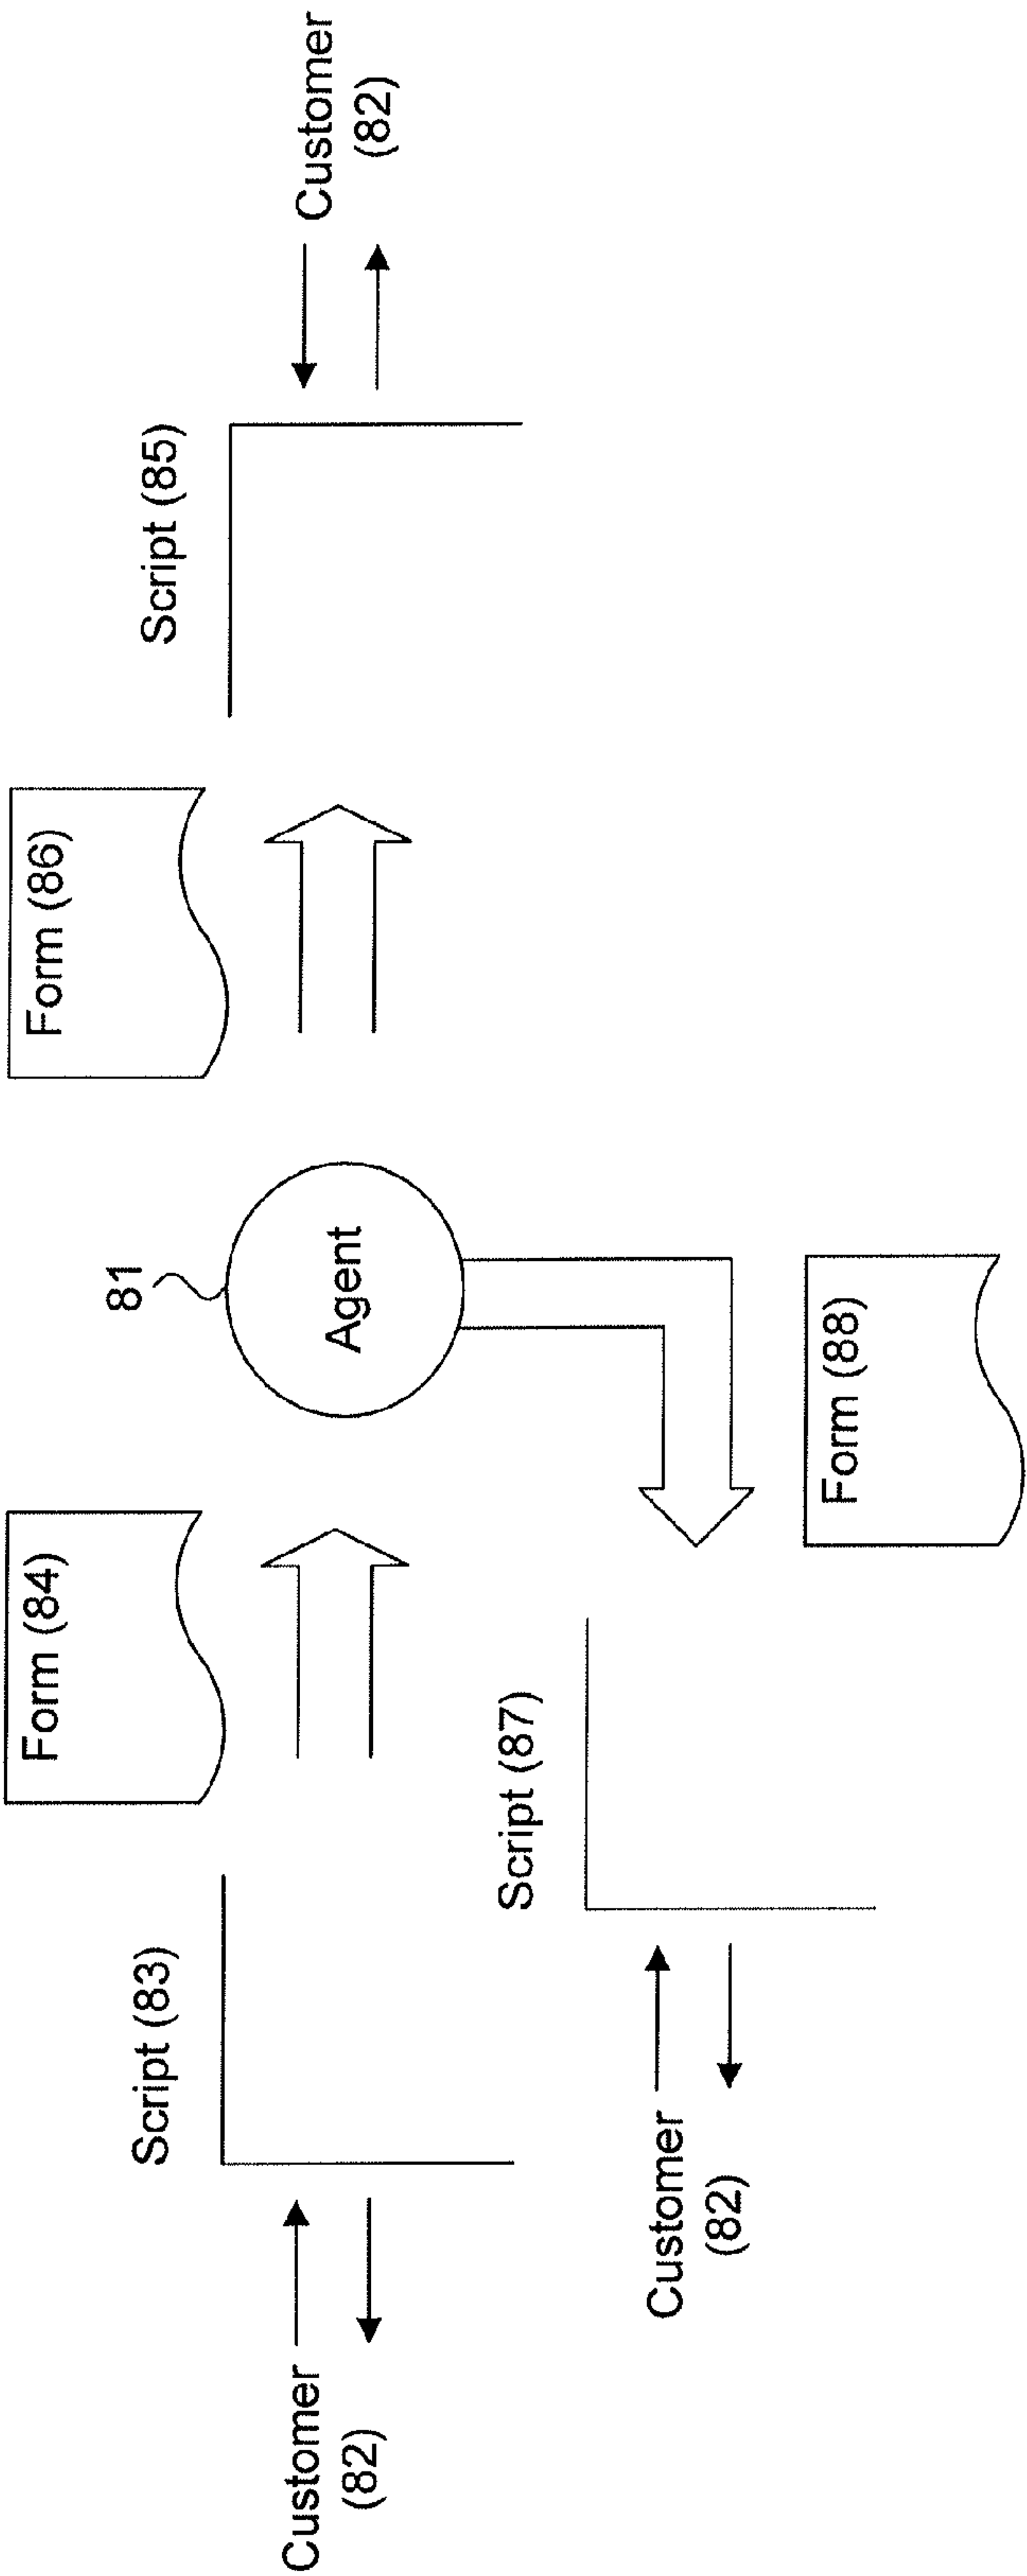 Customer
(82)
Script (83)
Form (84)
81
Agent
Form (86)
Script (85)
Customer
(82)
Customer
(82)
Script (87)
Form (88)